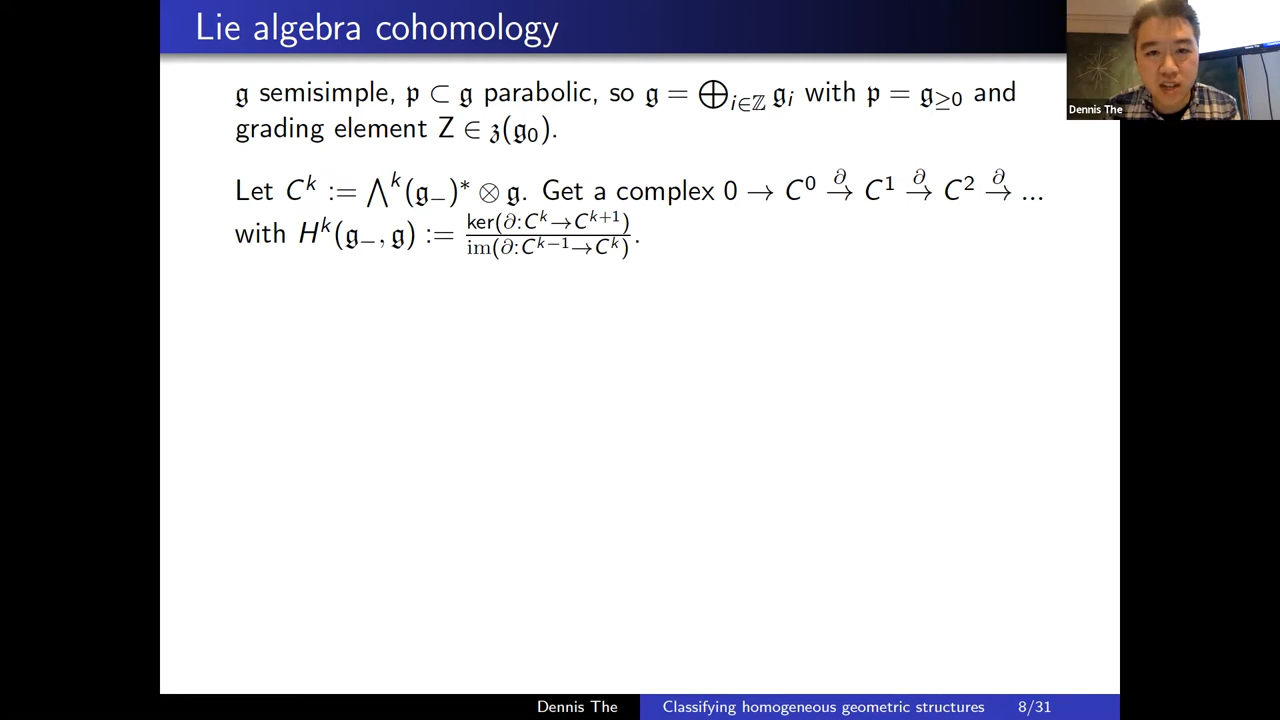 Lie algebra cohomology
𝔤 semisimple, 𝔭 ⊂ 𝔤 parabolic, so 𝔤 = ⨁_{i∈ℤ} 𝔤_i with 𝔭 = 𝔤_{≥0} and
grading element Z ∈ 𝔷(𝔤_0).
Let C^k := ⋀^k(𝔤_−)^* ⊗ 𝔤. Get a complex 0 → C^0 →^∂ C^1 →^∂ C^2 →^∂ ...
with H^k(𝔤_−, 𝔤) := ker(∂:C^k→C^{k+1}) / im(∂:C^{k−1}→C^k).
Dennis The
Dennis The Classifying homogeneous geometric structures 8/31